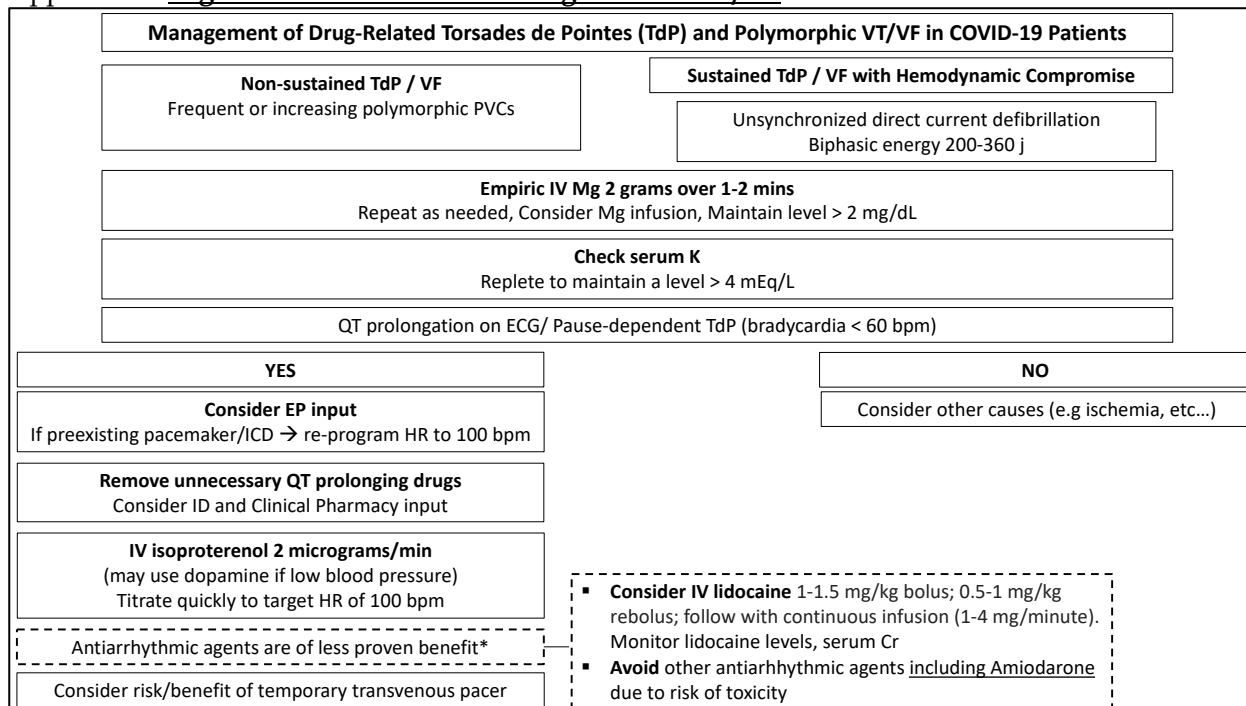 Management of Drug-Related Torsades de Pointes (TdP) and Polymorphic VT/VF in COVID-19 Patients
Non-sustained TdP / VF
Frequent or increasing polymorphic PVCs
Sustained TdP / VF with Hemodynamic Compromise
Unsynchronized direct current defibrillation
Biphasic energy 200-360 j
Empiric IV Mg 2 grams over 1-2 mins
Repeat as needed, Consider Mg infusion, Maintain level > 2 mg/dL
Check serum K
Replete to maintain a level > 4 mEq/L
QT prolongation on ECG/ Pause-dependent TdP (bradycardia < 60 bpm)
YES
Consider EP input
If preexisting pacemaker/ICD → re-program HR to 100 bpm
Remove unnecessary QT prolonging drugs
Consider ID and Clinical Pharmacy input
IV isoproterenol 2 micrograms/min
(may use dopamine if low blood pressure)
Titrate quickly to target HR of 100 bpm
Antiarrhythmic agents are of less proven benefit*
Consider risk/benefit of temporary transvenous pacer
NO
Consider other causes (e.g ischemia, etc…)
▪ Consider IV lidocaine 1-1.5 mg/kg bolus; 0.5-1 mg/kg
rebolus; follow with continuous infusion (1-4 mg/minute).
Monitor lidocaine levels, serum Cr
▪ Avoid other antiarhhythmic agents including Amiodarone
due to risk of toxicity